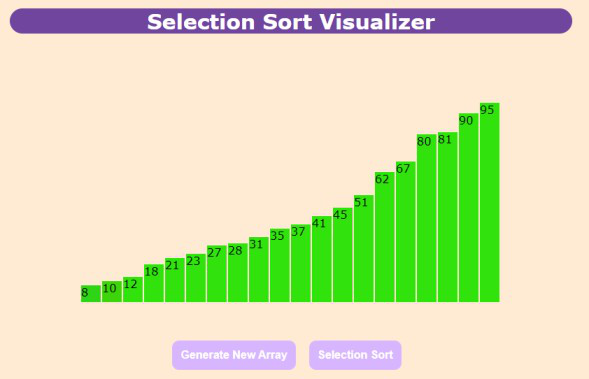 Selection Sort Visualizer
8 10 12 18 21 23 27 28 31 35 37 41 45 51 62 67 80 81 90 95
Generate New Array Selection Sort